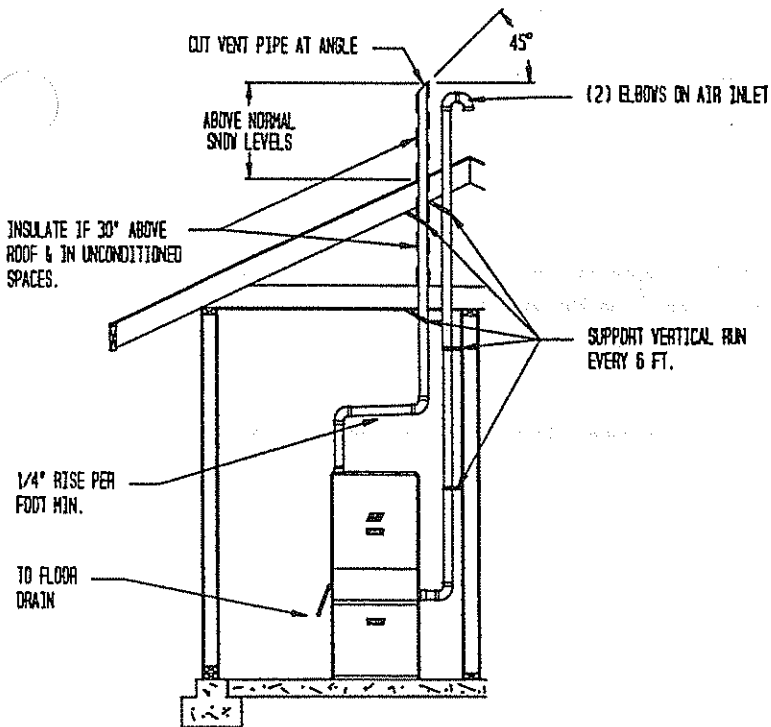 CUT VENT PIPE AT ANGLE
45°
(2) ELBOWS ON AIR INLET
ABOVE NORMAL
SNOW LEVELS
INSULATE IF 30" ABOVE
ROOF & IN UNCONDITIONED
SPACES.
SUPPORT VERTICAL RUN
EVERY 6 FT.
1/4" RISE PER
FOOT MIN.
TO FLOOR
DRAIN